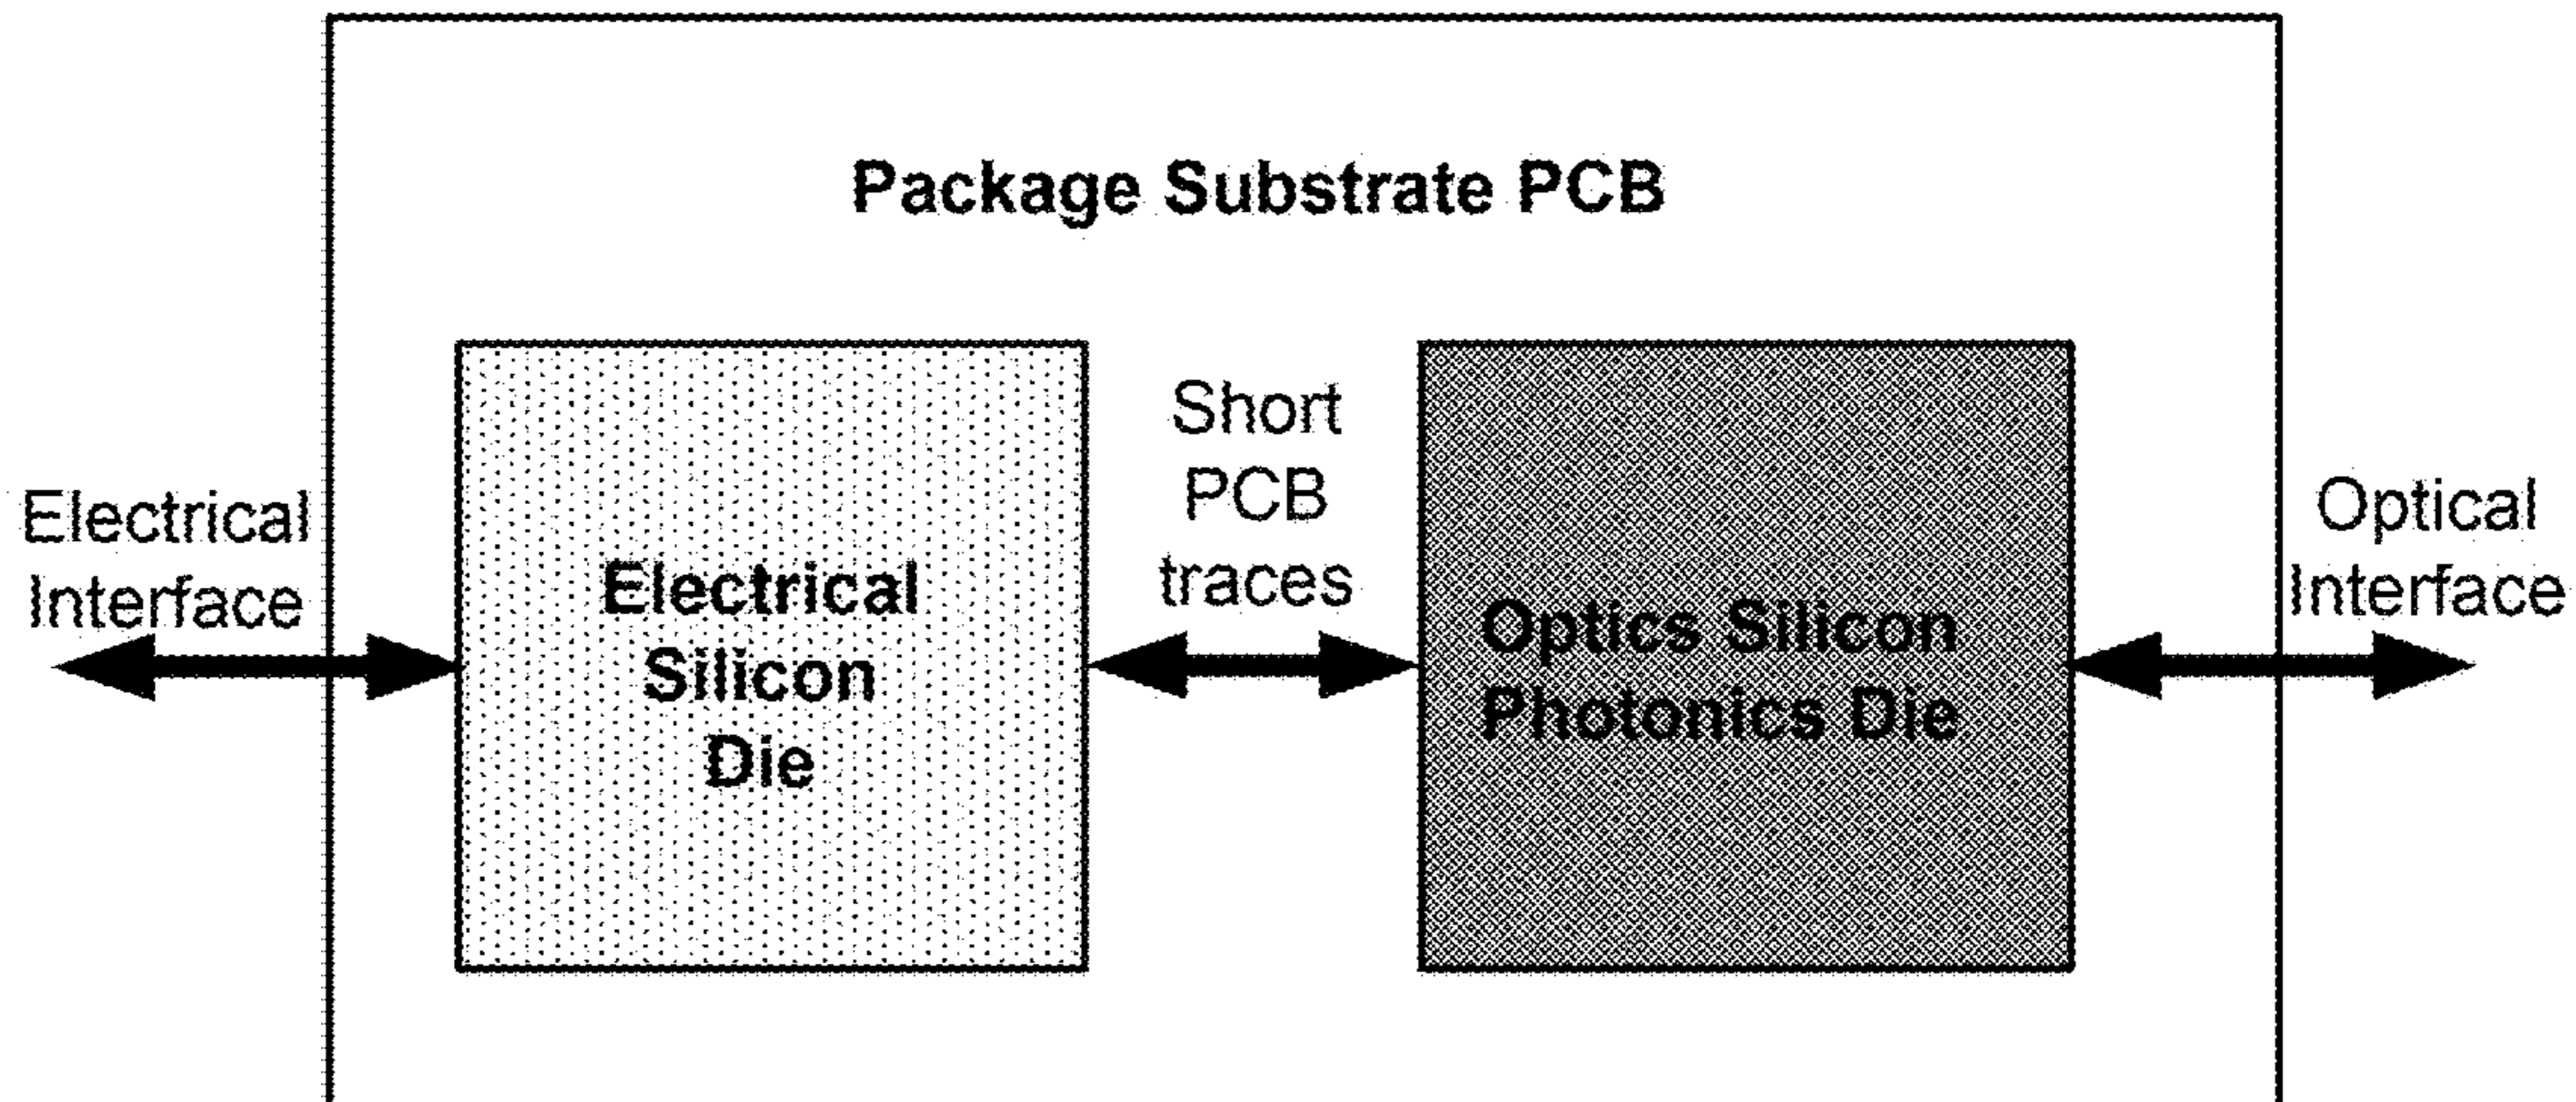 Package Substrate PCB
Electrical
Interface
Electrical
Silicon
Die
Short
PCB
traces
Optics Silicon
Photonics Die
Optical
Interface